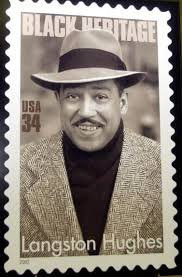 BLACK HERITAGE
USA
34
Langston Hughes